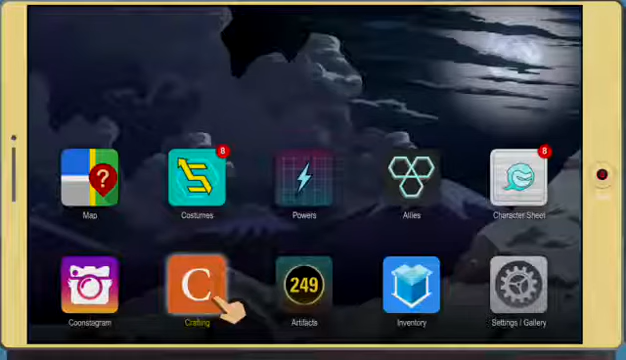 ?
8
8
Map
Costumes
Powers
Allies
Character Sheet
C
249
Coonstagram
Crafting
Artifacts
Inventory
Settings / Gallery